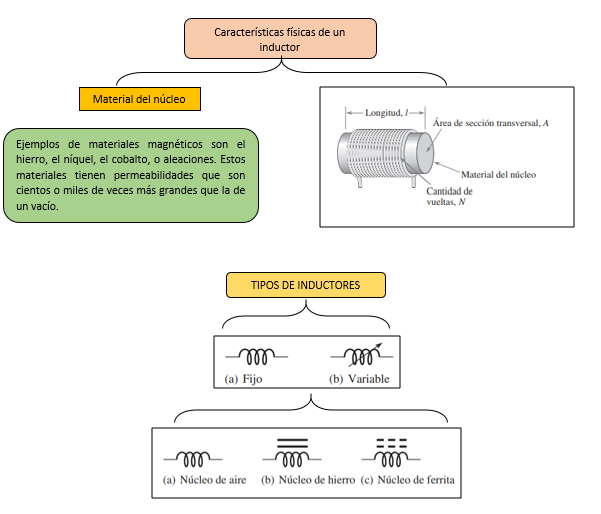 Características físicas de un
inductor
Material del núcleo
Ejemplos de materiales magnéticos son el
hierro, el níquel, el cobalto, o aleaciones. Estos
materiales tienen permeabilidades que son
cientos o miles de veces más grandes que la de
un vacío.
Longitud, l
Área de sección transversal, A
Material del núcleo
Cantidad de
vueltas, N
TIPOS DE INDUCTORES
(a) Fijo
(b) Variable
(a) Núcleo de aire
(b) Núcleo de hierro
(c) Núcleo de ferrita